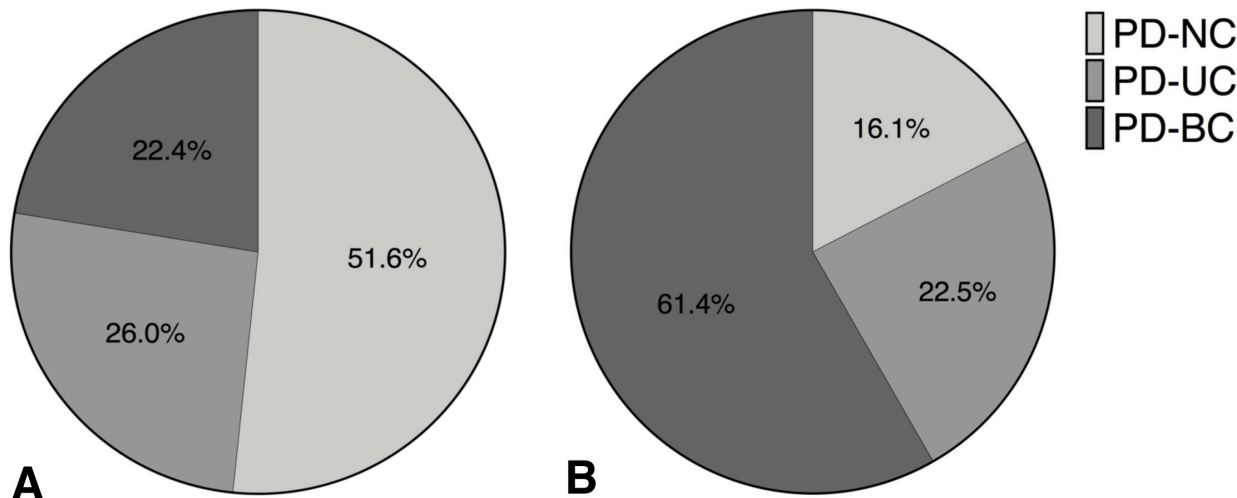 PD-NC
PD-UC
PD-BC
22.4%
51.6%
26.0%
A
16.1%
22.5%
61.4%
B